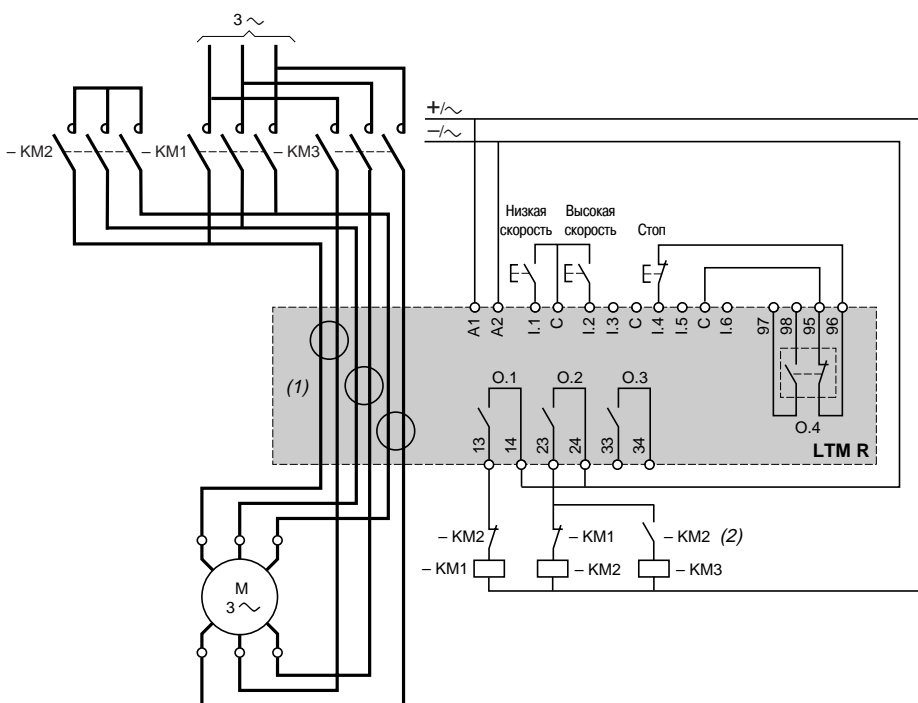 3 ~
+/~
–/~
– KM2
– KM1
– KM3
Низкая скорость
Высокая скорость
Стоп
A1
A2
I.1
C
I.2
I.3
C
I.4
I.5
C
I.6
97
98
95
96
(1)
O.1
O.2
O.3
O.4
13
14
23
24
33
34
LTM R
– KM2
– KM1
– KM2 (2)
– KM1
– KM2
– KM3
M
3 ~